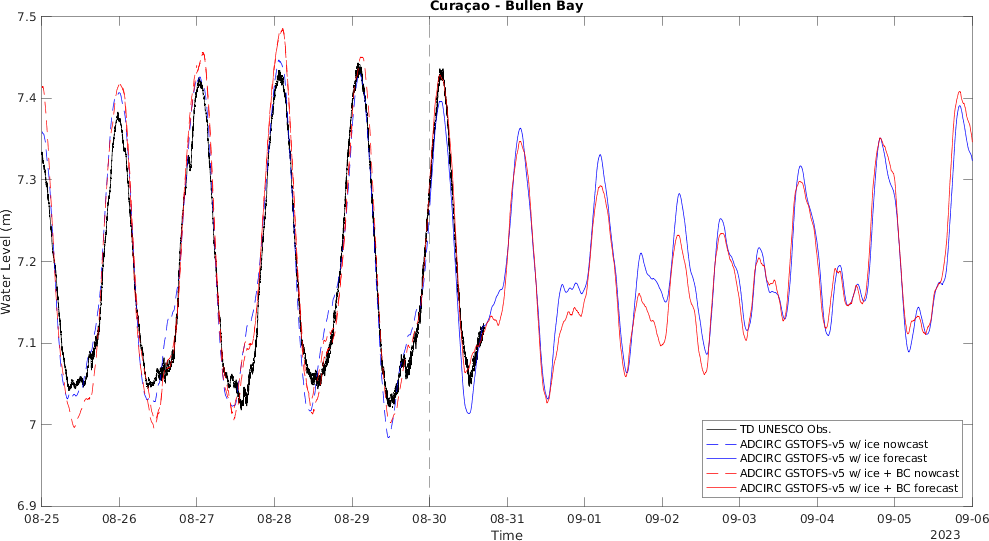 Curaçao - Bullen Bay
Water Level (m)
7.5
7.4
7.3
7.2
7.1
7
6.9
08-25
08-26
08-27
08-28
08-29
08-30
08-31
09-01
09-02
09-03
09-04
09-05
09-06
Time
2023
TD UNESCO Obs.
ADCIRC GSTOFS-v5 w/ ice nowcast
ADCIRC GSTOFS-v5 w/ ice forecast
ADCIRC GSTOFS-v5 w/ ice + BC nowcast
ADCIRC GSTOFS-v5 w/ ice + BC forecast